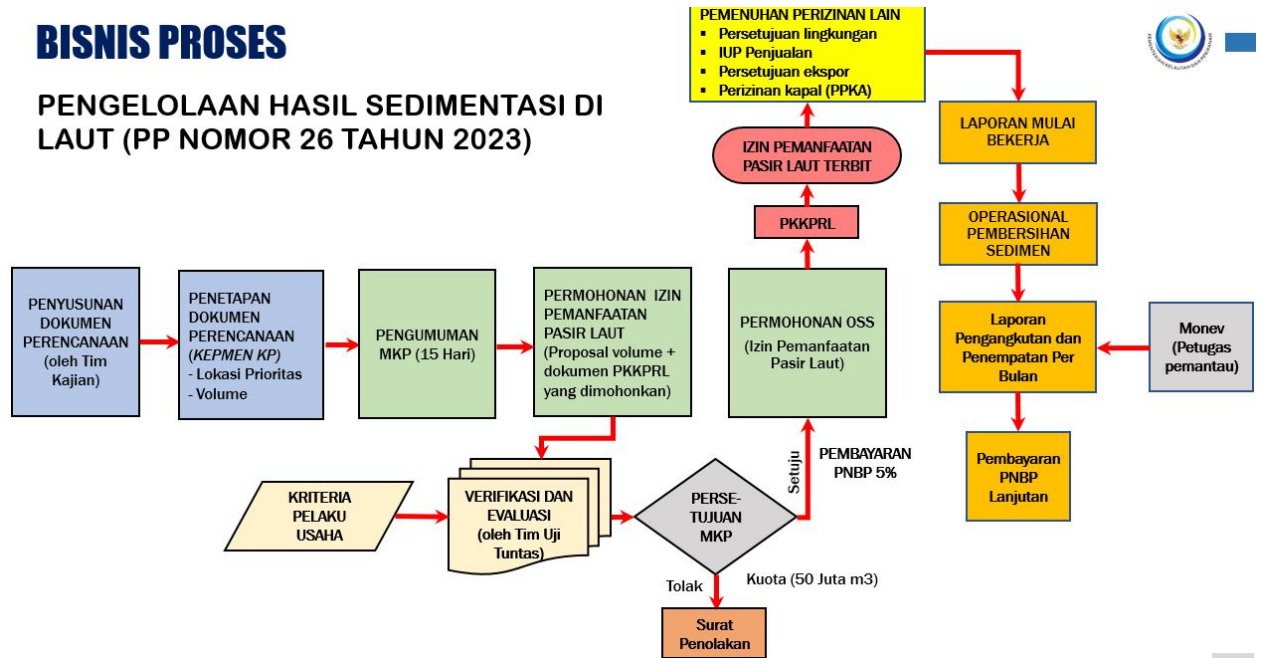 BISNIS PROSES
PENGELOLAAN HASIL SEDIMENTASI DI
LAUT (PP NOMOR 26 TAHUN 2023)
PENYUSUNAN
DOKUMEN
PERENCANAAN
(oleh Tim
Kajian)
PENETAPAN
DOKUMEN
PERENCANAAN
(KEPMEN KP)
- Lokasi Prioritas
- Volume
PENGUMUMAN
MKP (15 Hari)
PERMOHONAN IZIN
PEMANFAATAN
PASIR LAUT
(Proposal volume +
dokumen PKKPRL
yang dimohonkan)
KRITERIA
PELAKU
USAHA
VERIFIKASI DAN
EVALUASI
(oleh Tim Uji
Tuntas)
PERSE-
TUJUAN
MKP
Tolak
Kuota (50 Juta m3)
Surat
Penolakan
Setuju
PEMBAYARAN
PNBP 5%
PERMOHONAN OSS
(Izin Pemanfaatan
Pasir Laut)
PKKPRL
IZIN PEMANFAATAN
PASIR LAUT TERBIT
PEMENUHAN PERIZINAN LAIN
▪ Persetujuan lingkungan
▪ IUP Penjualan
▪ Persetujuan ekspor
▪ Perizinan kapal (PPKA)
LAPORAN MULAI
BEKERJA
OPERASIONAL
PEMBERSIHAN
SEDIMEN
Laporan
Pengangkutan dan
Penempatan Per
Bulan
Monev
(Petugas
pemantau)
Pembayaran
PNBP
Lanjutan
KEMENTERIAN KELAUTAN DAN PERIKANAN